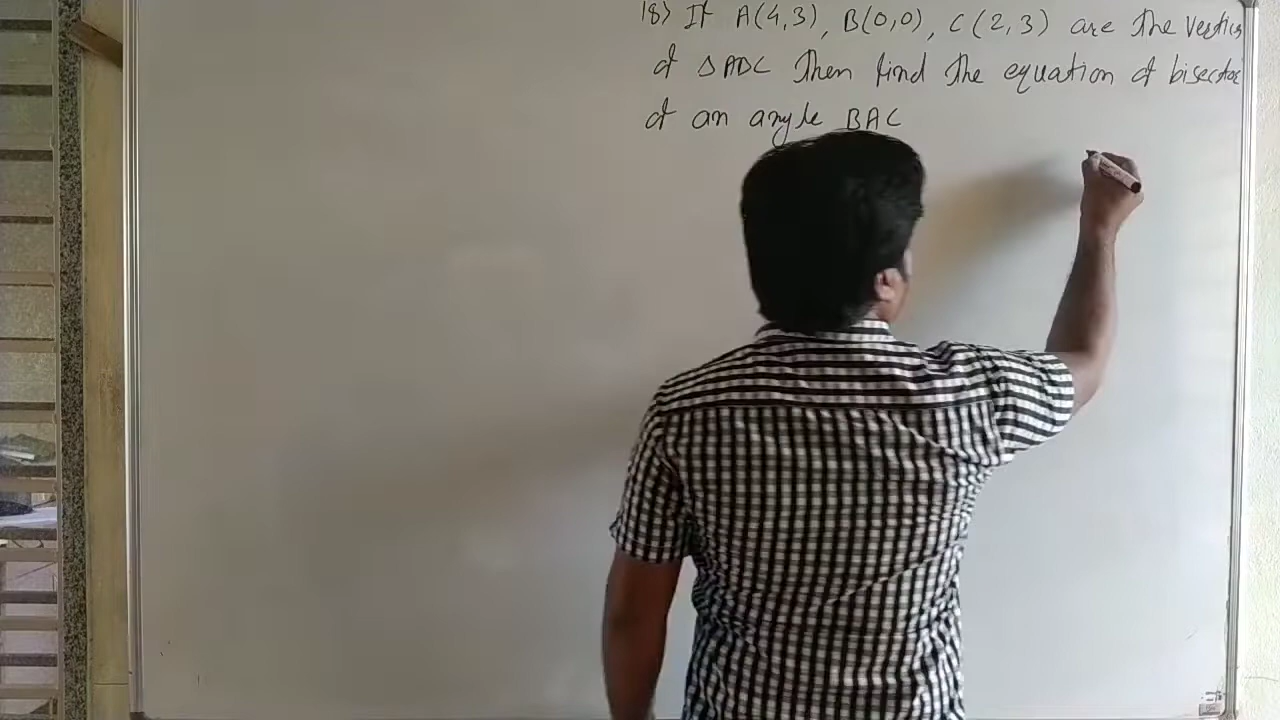 18) If A(4,3), B(0,0), C(2,3) are the vertices
of △ABC then find the equation of bisector
of an angle BAC